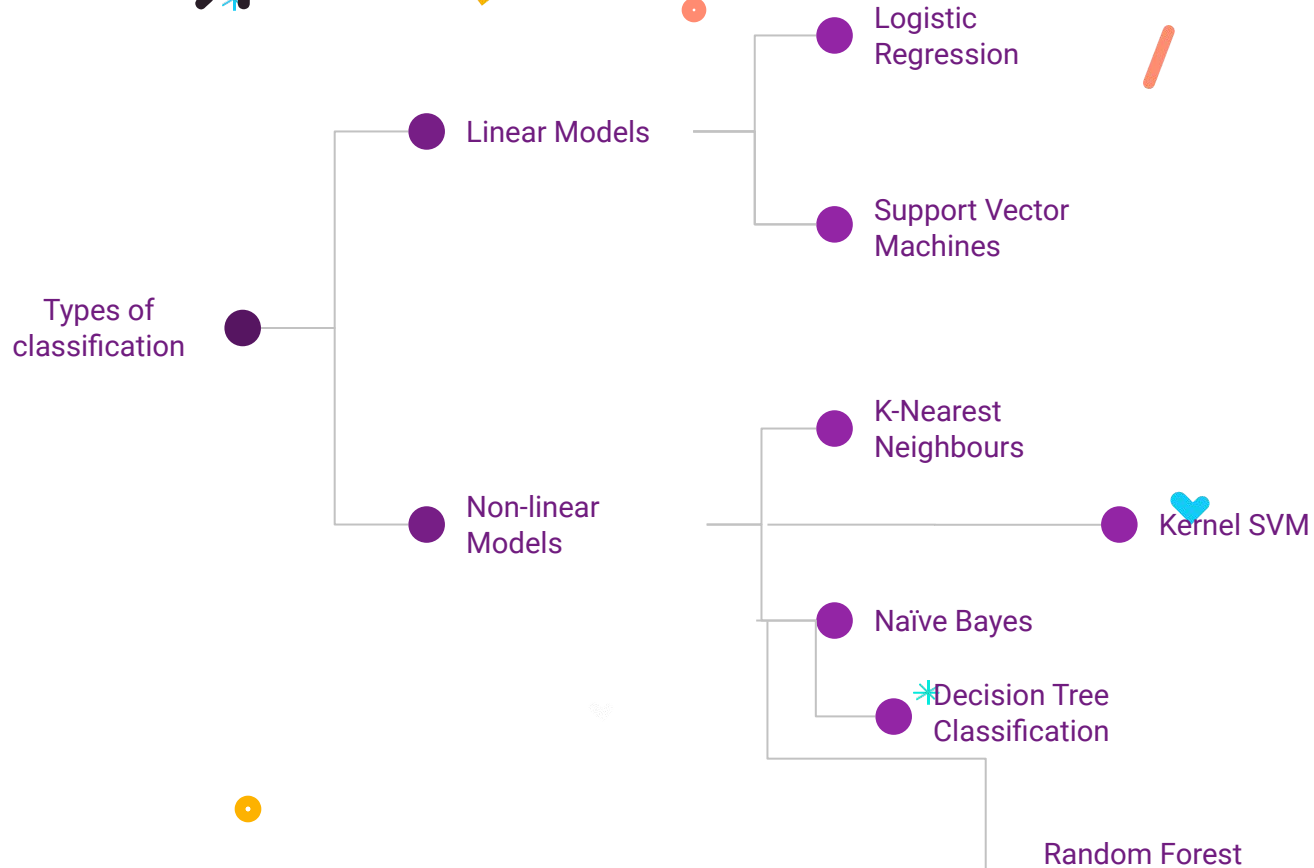 Logistic
Regression
Linear Models
Support Vector
Machines
Types of
classification
K-Nearest
Neighbours
Non-linear
Models
Kernel SVM
Naïve Bayes
Decision Tree
Classification
Random Forest